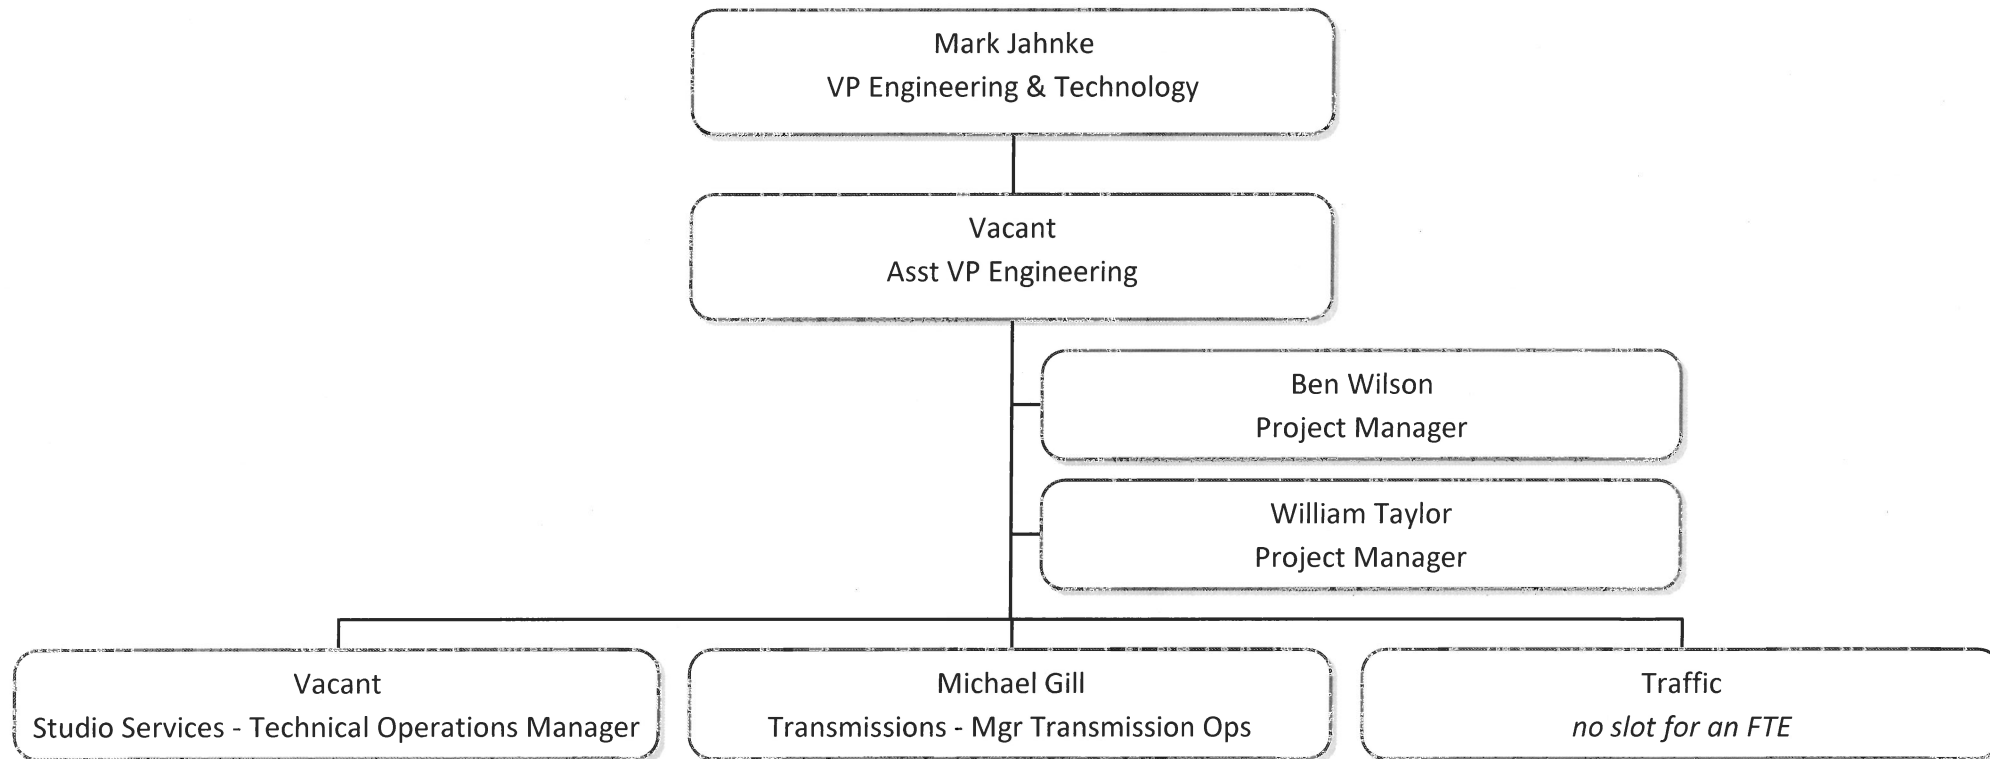 Mark Jahnke
VP Engineering & Technology
Vacant
Asst VP Engineering
Ben Wilson
Project Manager
William Taylor
Project Manager
Vacant
Studio Services - Technical Operations Manager
Michael Gill
Transmissions - Mgr Transmission Ops
Traffic
no slot for an FTE